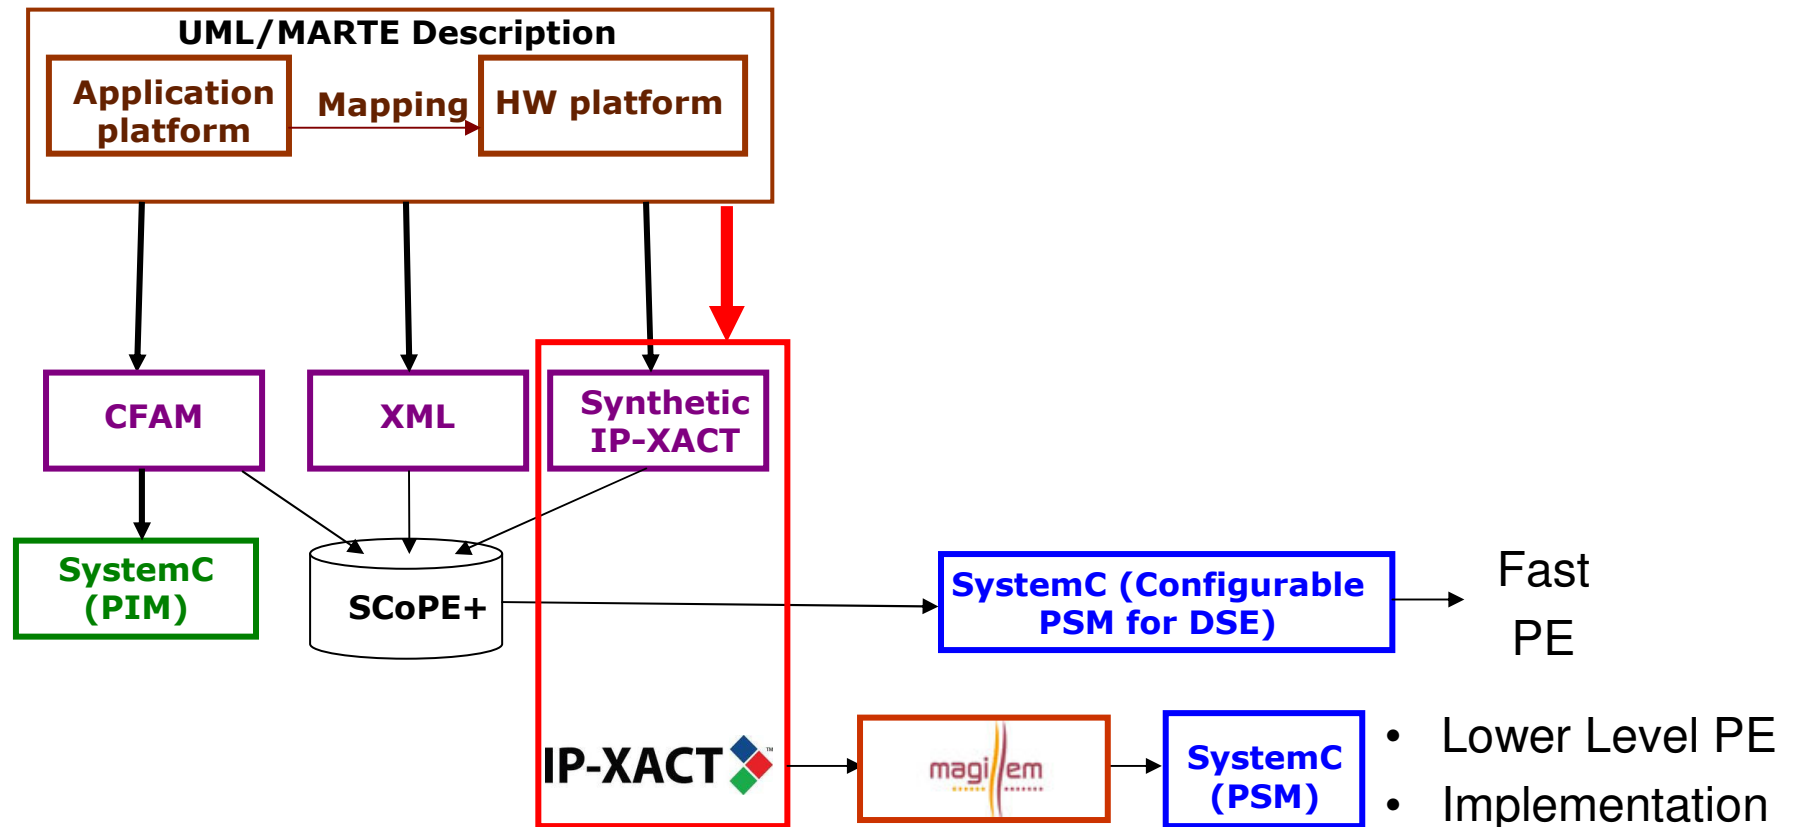 UML/MARTE Description
Application
platform
Mapping
HW platform
CFAM
XML
Synthetic
IP-XACT
SystemC
(PIM)
SCoPE+
SystemC (Configurable
PSM for DSE)
Fast
PE
IP-XACT™
magillem
SystemC
(PSM)
• Lower Level PE
• Implementation